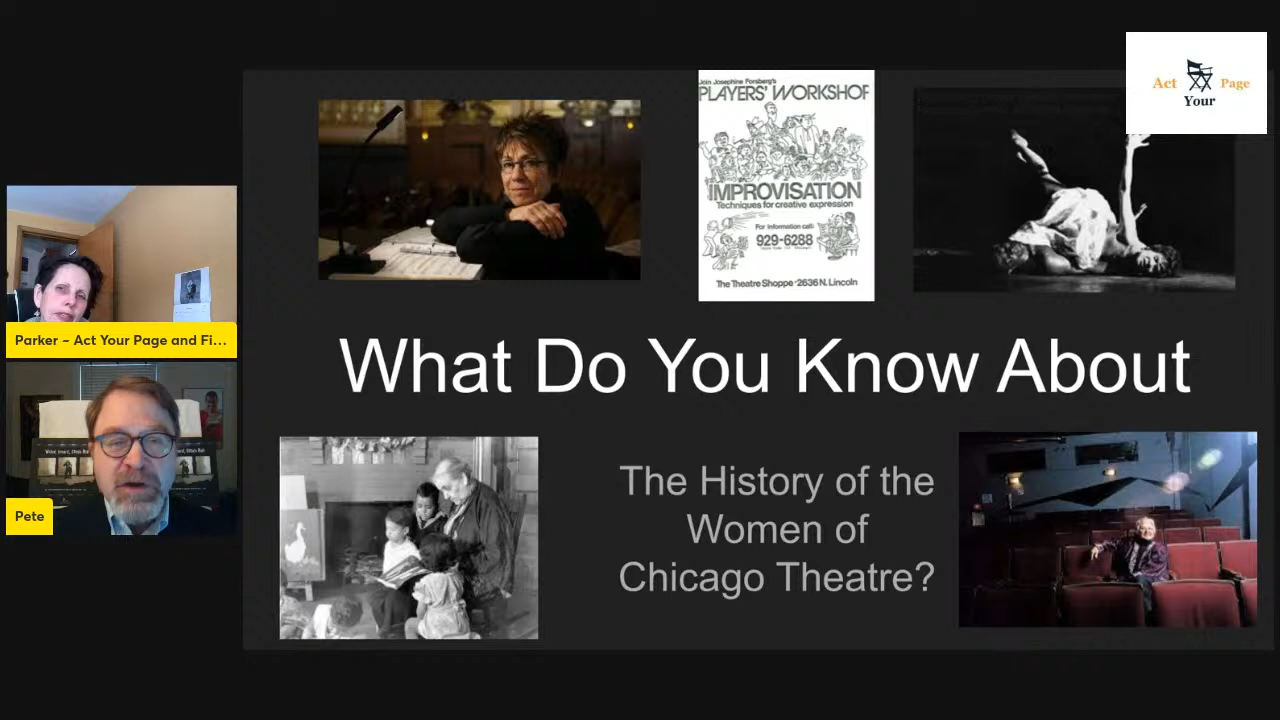 Act Page
Your
Join Josephine Forsberg's
PLAYERS' WORKSHOP
IMPROVISATION
Techniques for creative expression
For information call:
929-6288
The Theatre Shoppe • 2636 N. Lincoln
What Do You Know About
The History of the
Women of
Chicago Theatre?
Parker ~ Act Your Page and Fi...
Pete